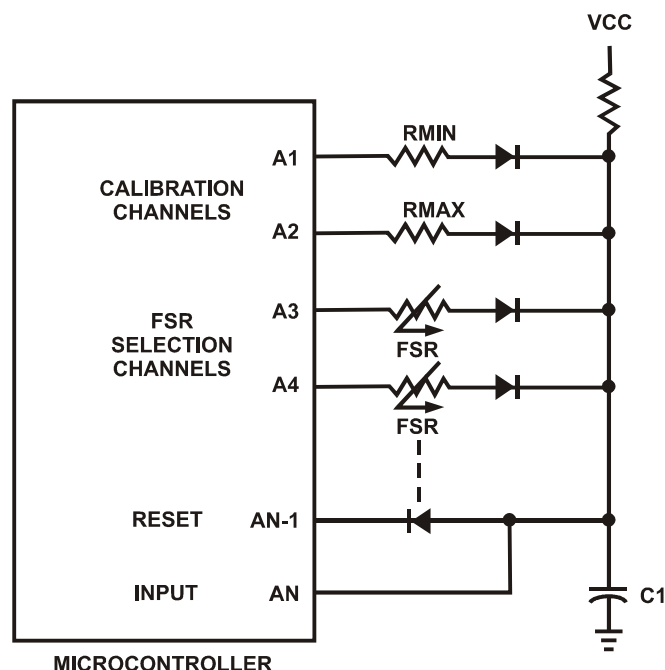 VCC
RMIN
A1
CALIBRATION
CHANNELS
RMAX
A2
A3
FSR
SELECTION
CHANNELS
FSR
A4
FSR
RESET
AN-1
INPUT
AN
C1
MICROCONTROLLER